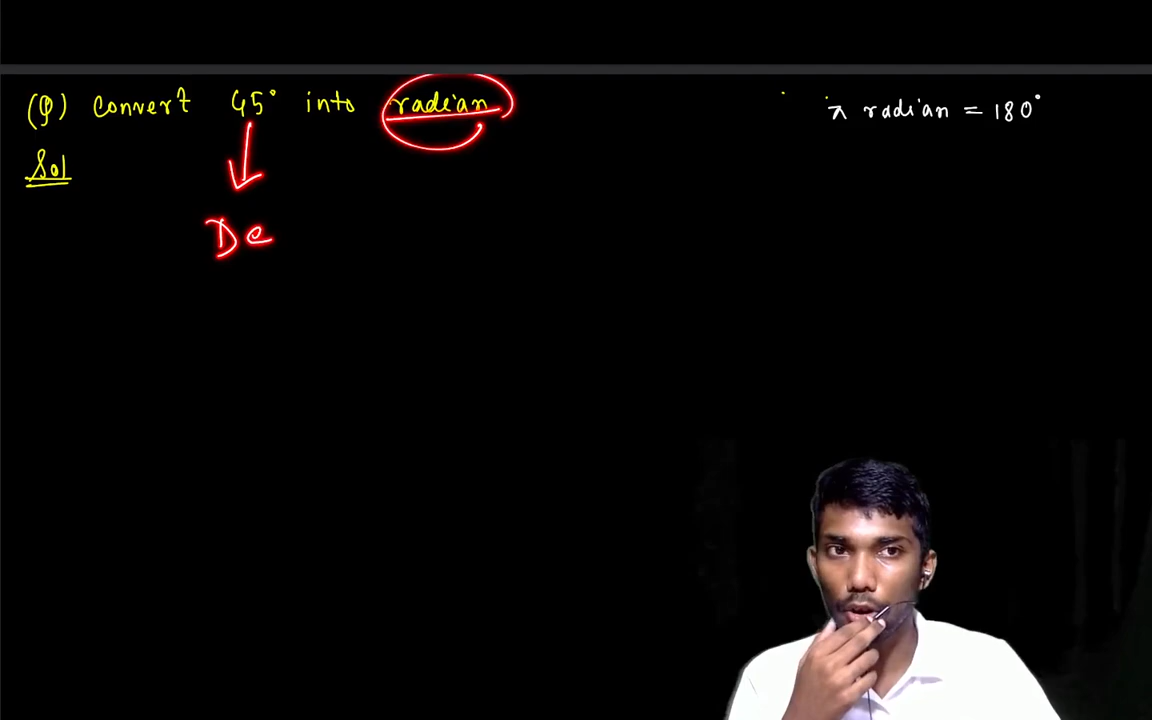 (Q) Convert 45° into radian
π radian = 180°
Sol
De